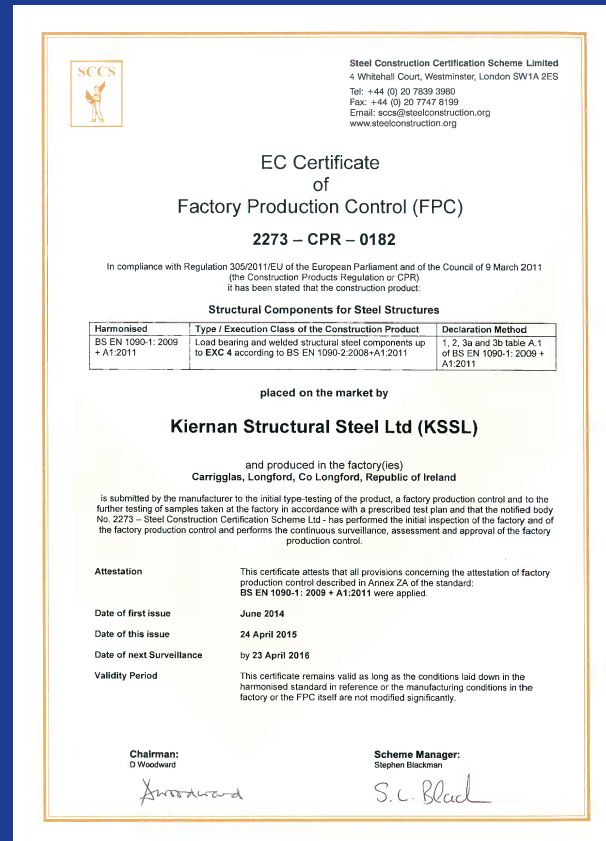 SCCS
Steel Construction Certification Scheme Limited
4 Whitehall Court, Westminster, London SW1A 2ES
Tel: +44 (0) 20 7839 3980
Fax: +44 (0) 20 7747 8199
Email: sccs@steelconstruction.org
www.steelconstruction.org
EC Certificate
of
Factory Production Control (FPC)
2273 – CPR – 0182
In compliance with Regulation 305/2011/EU of the European Parliament and of the Council of 9 March 2011
(the Construction Products Regulation or CPR)
it has been stated that the construction product:
Structural Components for Steel Structures
Harmonised Type / Execution Class of the Construction Product Declaration Method
BS EN 1090-1: 2009 Load bearing and welded structural steel components up 1, 2, 3a and 3b table A.1
+ A1:2011 to EXC 4 according to BS EN 1090-2:2008+A1:2011 of BS EN 1090-1: 2009 +
A1:2011
placed on the market by
Kiernan Structural Steel Ltd (KSSL)
and produced in the factory(ies)
Carrigglas, Longford, Co Longford, Republic of Ireland
is submitted by the manufacturer to the initial type-testing of the product, a factory production control and to the
further testing of samples taken at the factory in accordance with a prescribed test plan and that the notified body
No. 2273 – Steel Construction Certification Scheme Ltd - has performed the initial inspection of the factory and of
the factory production control and performs the continuous surveillance, assessment and approval of the factory
production control.
Attestation This certificate attests that all provisions concerning the attestation of factory
production control described in Annex ZA of the standard:
BS EN 1090-1: 2009 + A1:2011 were applied.
Date of first issue June 2014
Date of this issue 24 April 2015
Date of next Surveillance by 23 April 2016
Validity Period This certificate remains valid as long as the conditions laid down in the
harmonised standard in reference or the manufacturing conditions in the
factory or the FPC itself are not modified significantly.
Chairman: Scheme Manager:
D Woodward Stephen Blackman